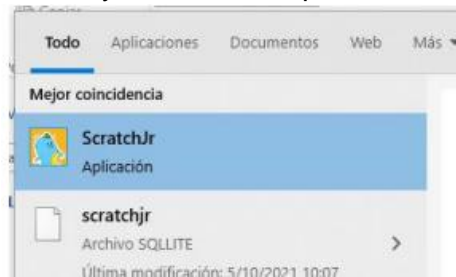 Todo Aplicaciones Documentos Web Más
Mejor coincidencia
ScratchJr
Aplicación
scratchjr
Archivo SQLLITE
Última modificación: 5/10/2021 10:07